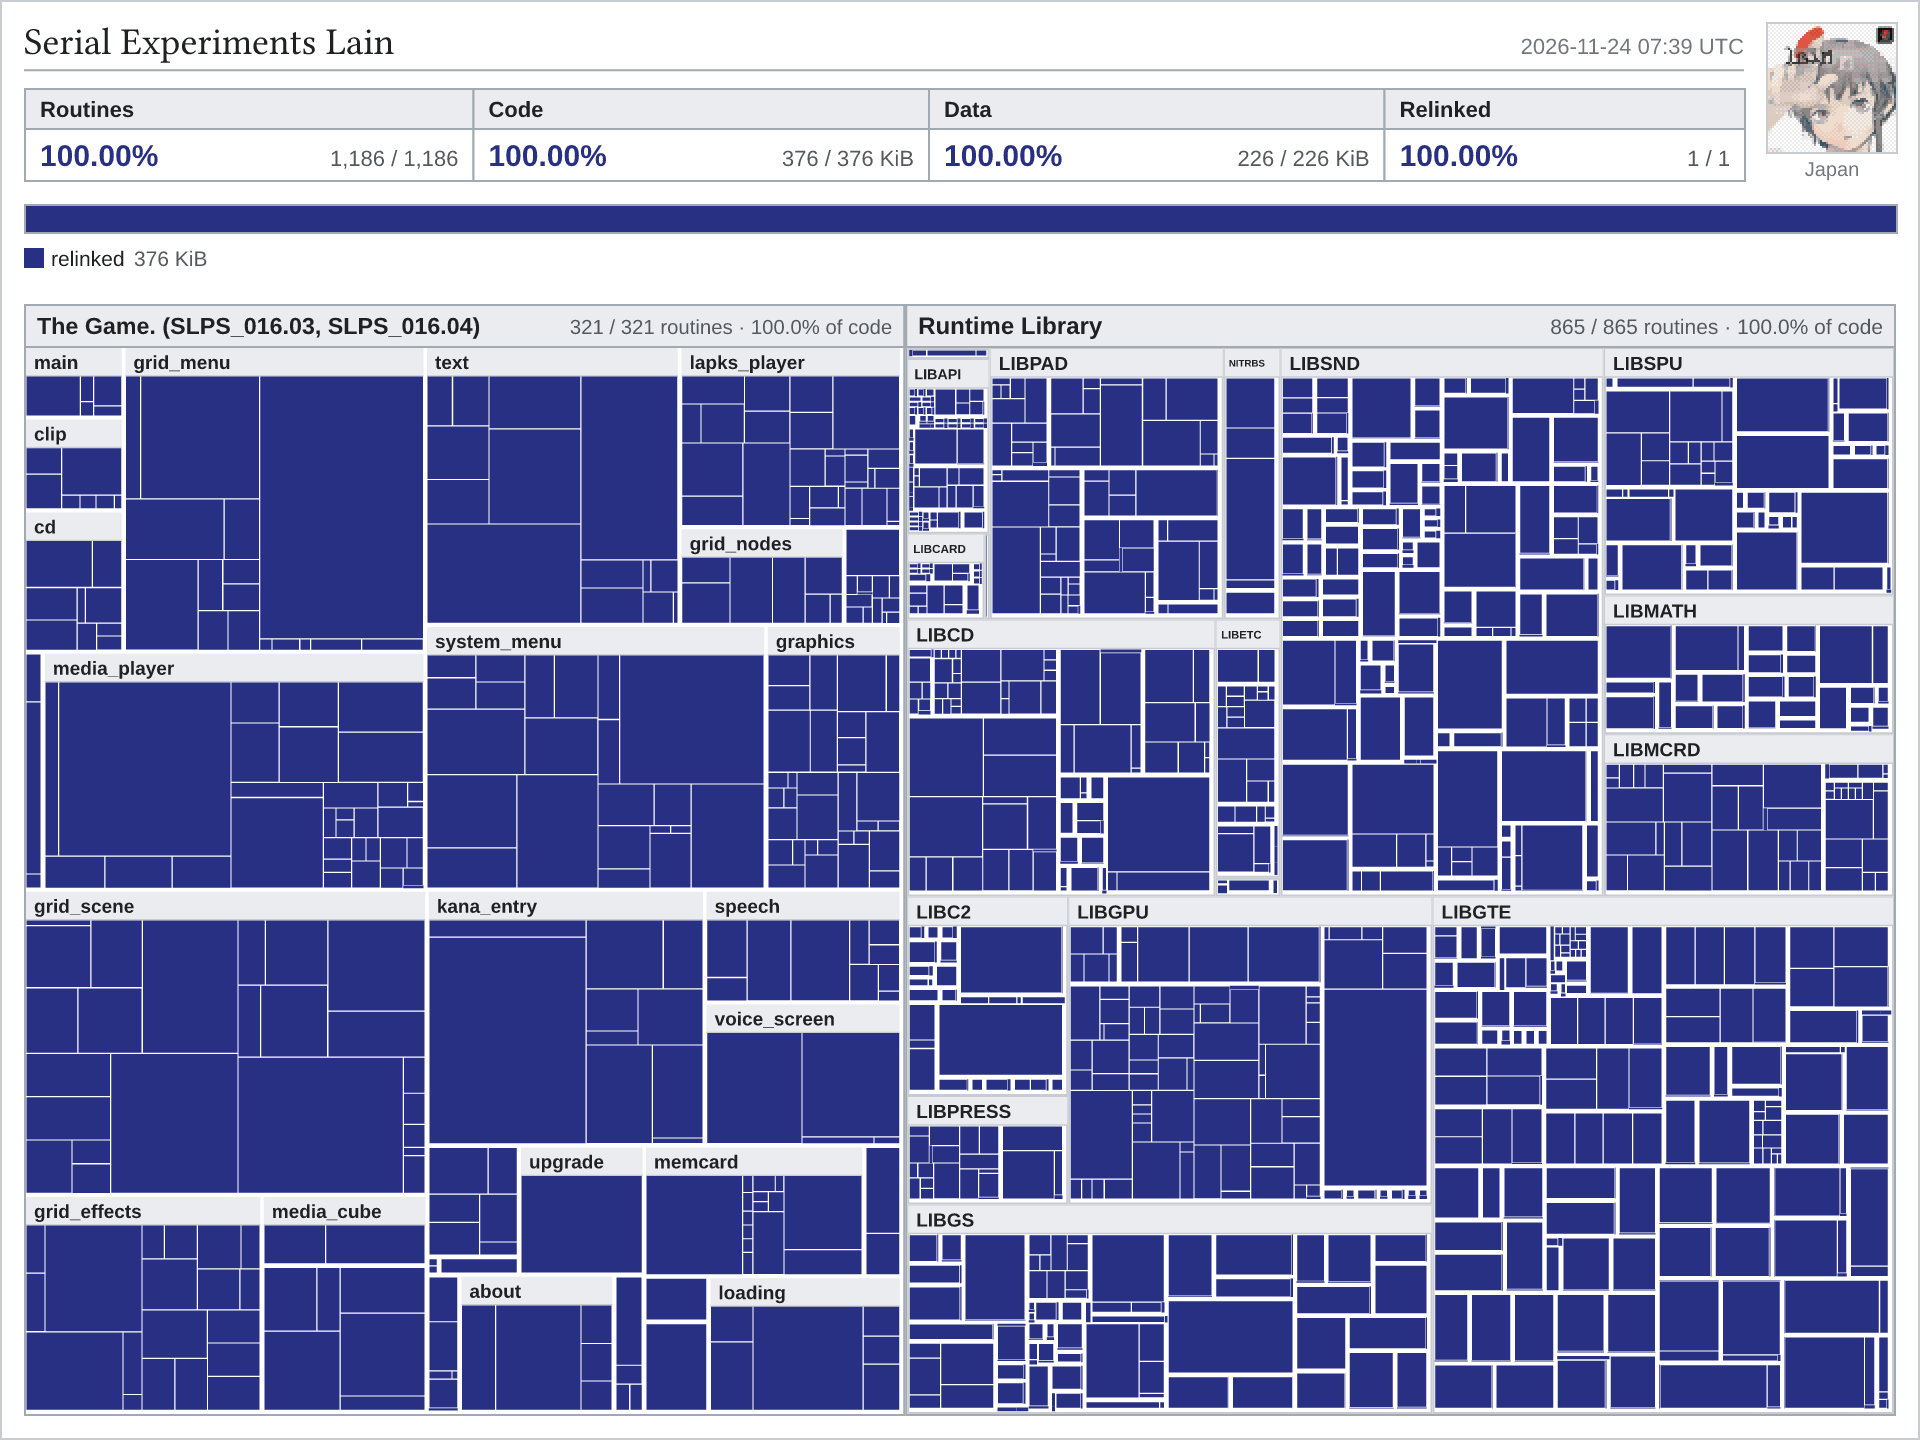 Serial Experiments Lain
2026-11-24 07:39 UTC
lain
Japan
Routines
Code
Data
Relinked
100.00% 1,186 / 1,186
100.00% 376 / 376 KiB
100.00% 226 / 226 KiB
100.00% 1 / 1
relinked 376 KiB
The Game. (SLPS_016.03, SLPS_016.04) 321 / 321 routines · 100.0% of code
Runtime Library 865 / 865 routines · 100.0% of code
main
grid_menu
text
lapks_player
clip
cd
grid_nodes
media_player
system_menu
graphics
grid_scene
kana_entry
speech
voice_screen
upgrade
memcard
grid_effects
media_cube
about
loading
LIBAPI
LIBPAD
NITRBS
LIBSND
LIBSPU
LIBCARD
LIBMATH
LIBCD
LIBETC
LIBMCRD
LIBC2
LIBGPU
LIBGTE
LIBPRESS
LIBGS